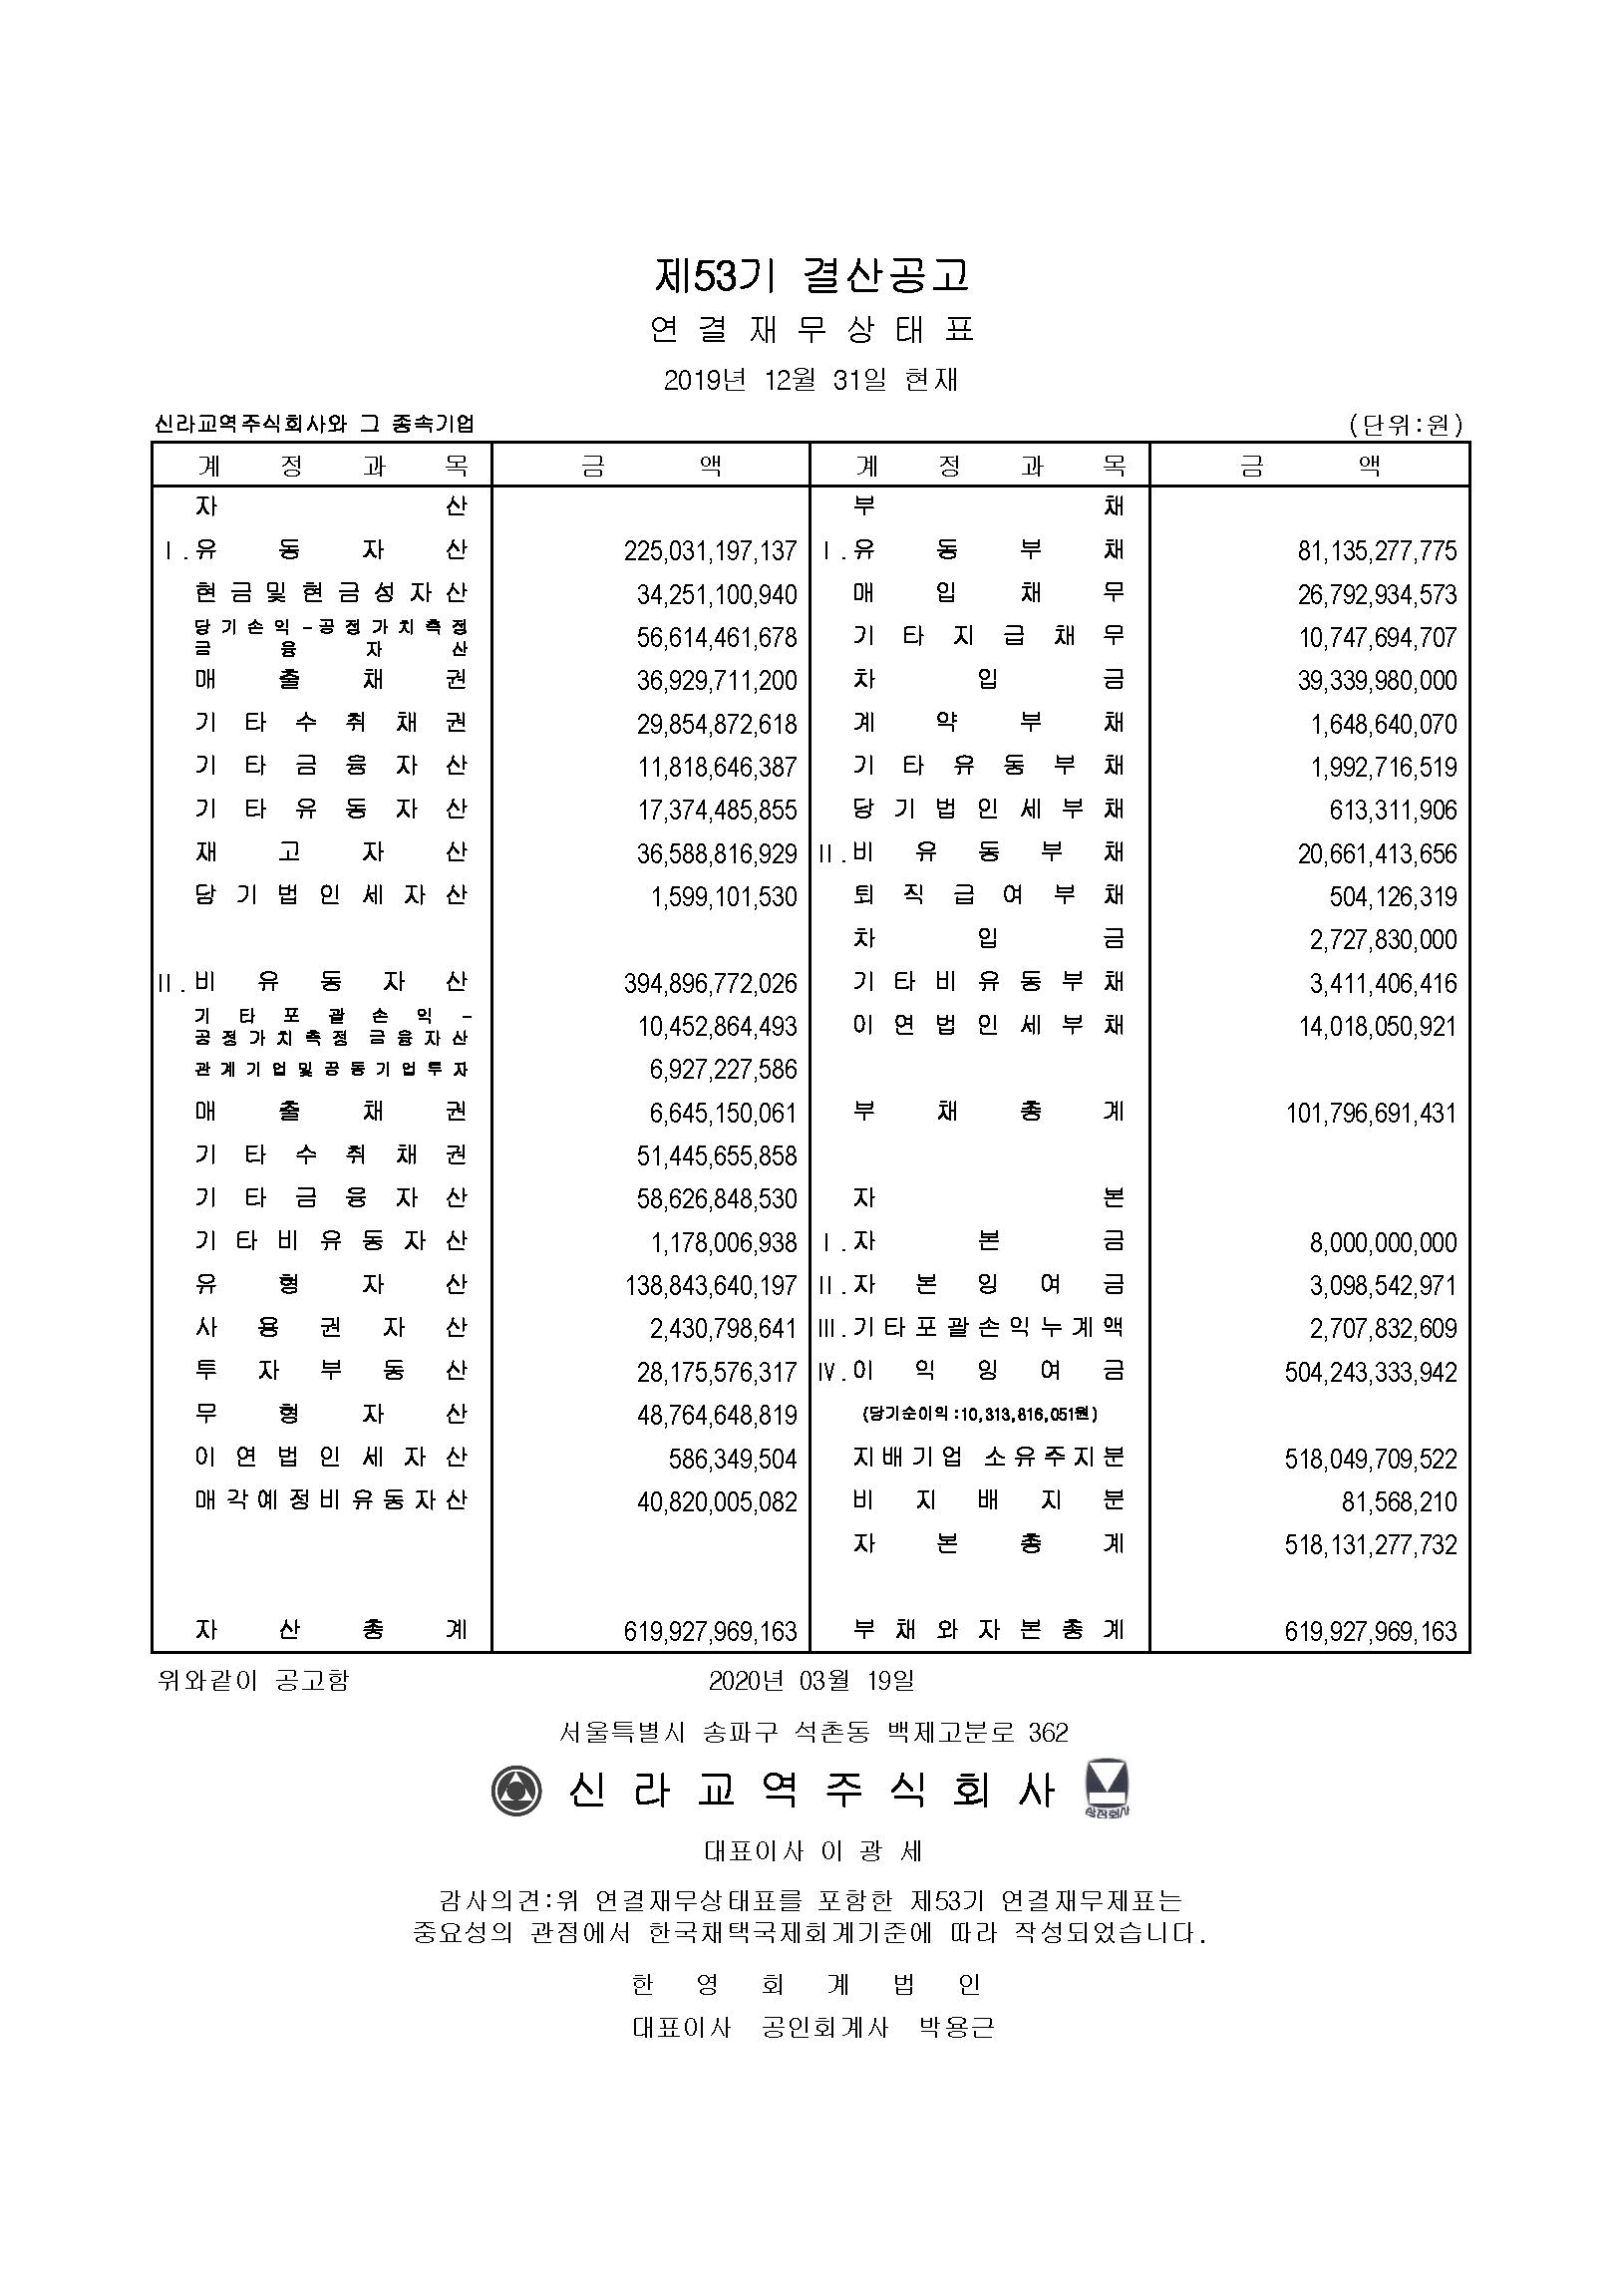 제53기 결산공고
연 결 재 무 상 태 표
2019년 12월 31일 현재
신라교역주식회사와 그 종속기업 (단위:원)
계 정 과 목 금 액 계 정 과 목 금 액
자 산 부 채
Ⅰ.유 동 자 산 225,031,197,137 Ⅰ.유 동 부 채 81,135,277,775
현금및현금성자산 34,251,100,940 매 입 채 무 26,792,934,573
당기손익-공정가치측정
금 융 자 산 56,614,461,678 기 타 지 급 채 무 10,747,694,707
매 출 채 권 36,929,711,200 차 입 금 39,339,980,000
기 타 수 취 채 권 29,854,872,618 계 약 부 채 1,648,640,070
기 타 금 융 자 산 11,818,646,387 기 타 유 동 부 채 1,992,716,519
기 타 유 동 자 산 17,374,485,855 당 기 법 인 세 부 채 613,311,906
재 고 자 산 36,588,816,929 Ⅱ.비 유 동 부 채 20,661,413,656
당 기 법 인 세 자 산 1,599,101,530 퇴 직 급 여 부 채 504,126,319
차 입 금 2,727,830,000
Ⅱ.비 유 동 자 산 394,896,772,026 기 타 비 유 동 부 채 3,411,406,416
기 타 포 괄 손 익 -
공정가치측정 금융자산 10,452,864,493 이 연 법 인 세 부 채 14,018,050,921
관계기업및공동기업투자 6,927,227,586
매 출 채 권 6,645,150,061 부 채 총 계 101,796,691,431
기 타 수 취 채 권 51,445,655,858
기 타 금 융 자 산 58,626,848,530 자 본
기 타 비 유 동 자 산 1,178,006,938 Ⅰ.자 본 금 8,000,000,000
유 형 자 산 138,843,640,197 Ⅱ.자 본 잉 여 금 3,098,542,971
사 용 권 자 산 2,430,798,641 Ⅲ.기타포괄손익누계액 2,707,832,609
투 자 부 동 산 28,175,576,317 Ⅳ.이 익 잉 여 금 504,243,333,942
무 형 자 산 48,764,648,819 (당기순이익:10,313,816,051원)
이 연 법 인 세 자 산 586,349,504 지배기업 소유주지분 518,049,709,522
매각예정비유동자산 40,820,005,082 비 지 배 지 분 81,568,210
자 본 총 계 518,131,277,732
자 산 총 계 619,927,969,163 부 채 와 자 본 총 계 619,927,969,163
위와같이 공고함 2020년 03월 19일
서울특별시 송파구 석촌동 백제고분로 362
신 라 교 역 주 식 회 사 상장회사
대표이사 이 광 세
감사의견:위 연결재무상태표를 포함한 제53기 연결재무제표는
중요성의 관점에서 한국채택국제회계기준에 따라 작성되었습니다.
한 영 회 계 법 인
대표이사 공인회계사 박용근